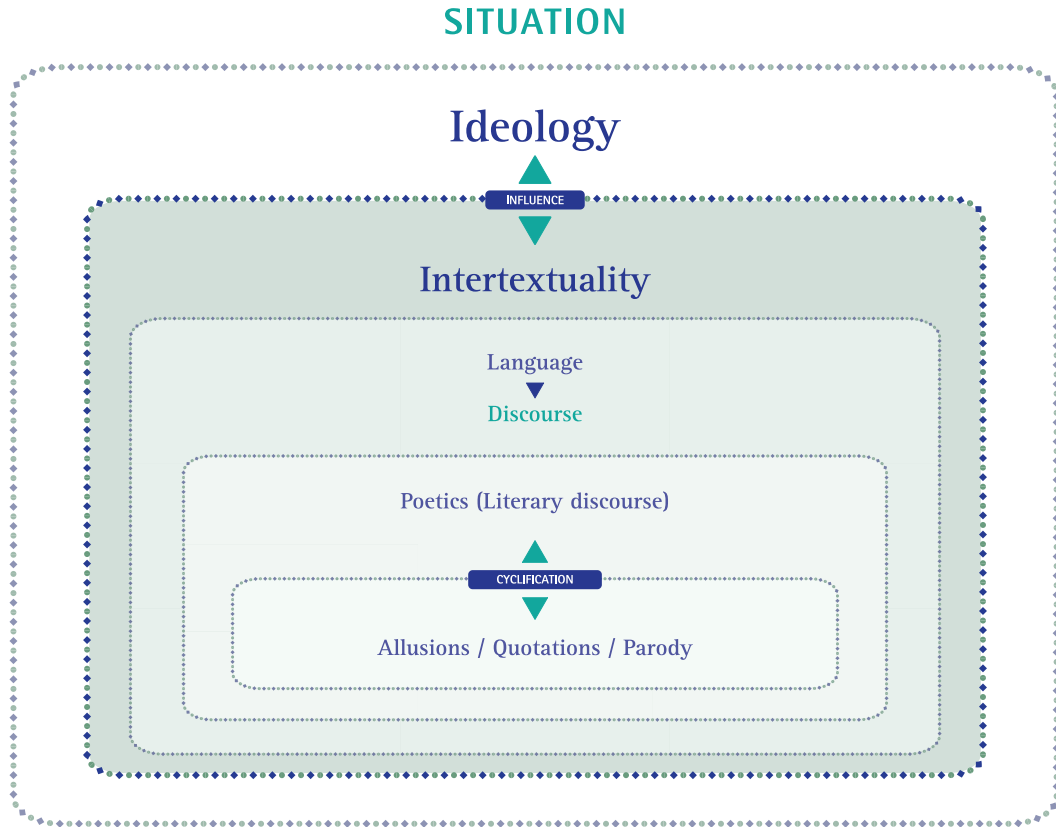 SITUATION
Ideology
INFLUENCE
Intertextuality
Language
Discourse
Poetics (Literary discourse)
CYCLIFICATION
Allusions / Quotations / Parody